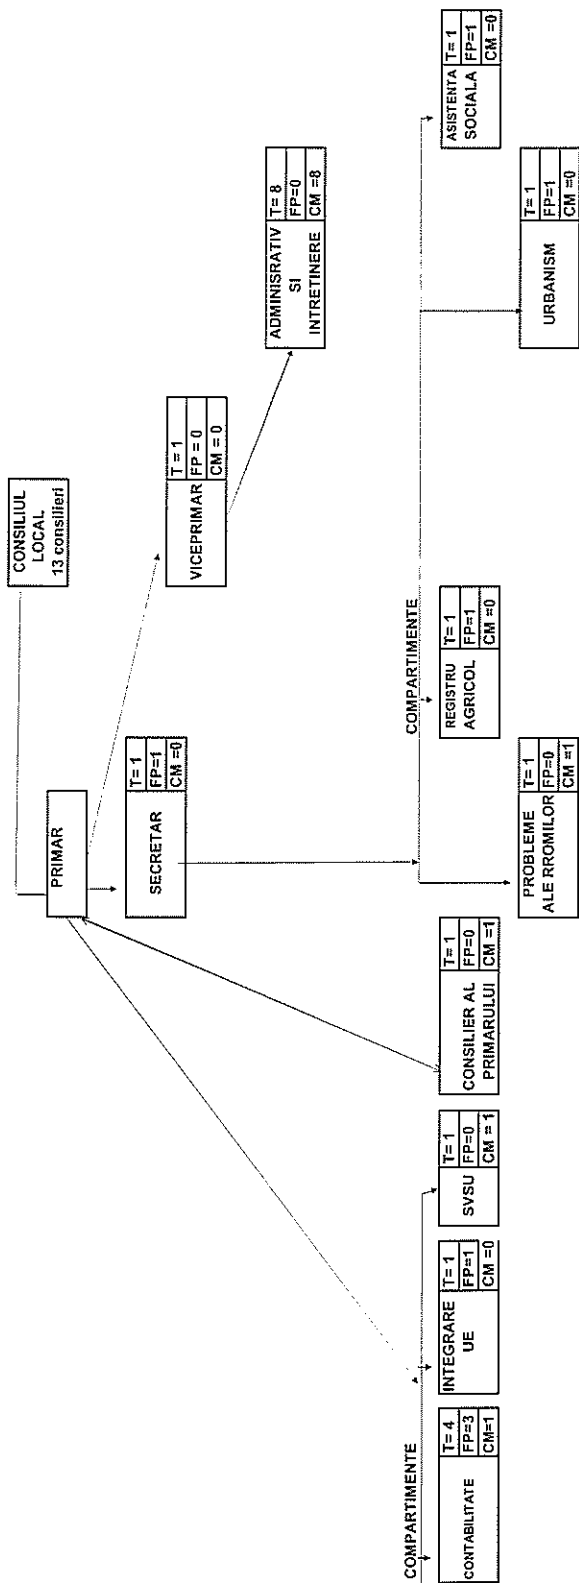 CONSILIUL
LOCAL
13 consilieri
PRIMAR
VICEPRIMAR
T = 1
FP = 0
CM = 0
SECRETAR
T= 1
FP=1
CM =0
ADMINISRATIV
SI
INTRETINERE
T= 8
FP=0
CM =8
COMPARTIMENTE
CONTABILITATE
T= 4
FP=3
CM=1
INTEGRARE
UE
T= 1
FP=1
CM =0
SVSU
T= 1
FP=0
CM = 1
CONSILIER AL
PRIMARULUI
T= 1
FP=0
CM =1
COMPARTIMENTE
REGISTRU
AGRICOL
T= 1
FP=1
CM =0
ASISTENTA
SOCIALA
T= 1
FP=1
CM =0
PROBLEME
ALE RROMILOR
T= 1
FP=0
CM =1
URBANISM
T= 1
FP=1
CM =0